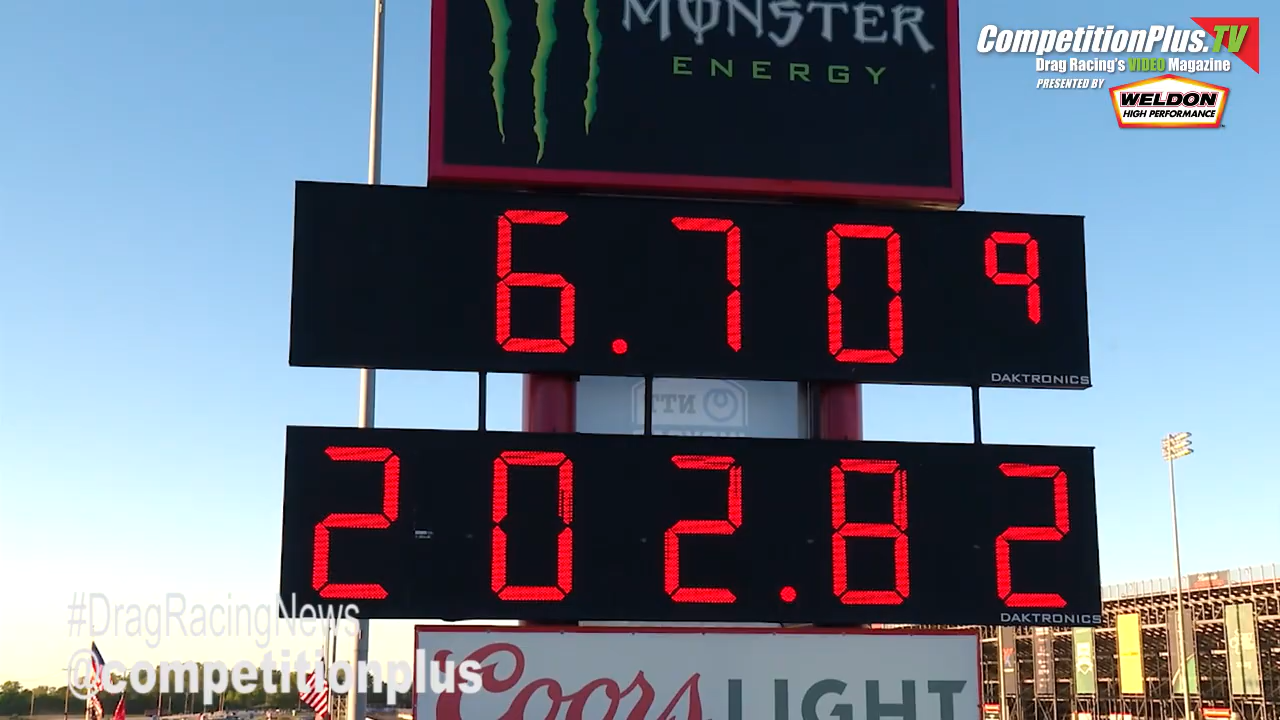 MONSTER
ENERGY
CompetitionPlus.TV
Drag Racing's VIDEO Magazine
PRESENTED BY
WELDON
HIGH PERFORMANCE
6.709
DAKTRONICS
NTT
202.82
DAKTRONICS
#DragRacingNews
@competitionplus
Coors LIGHT